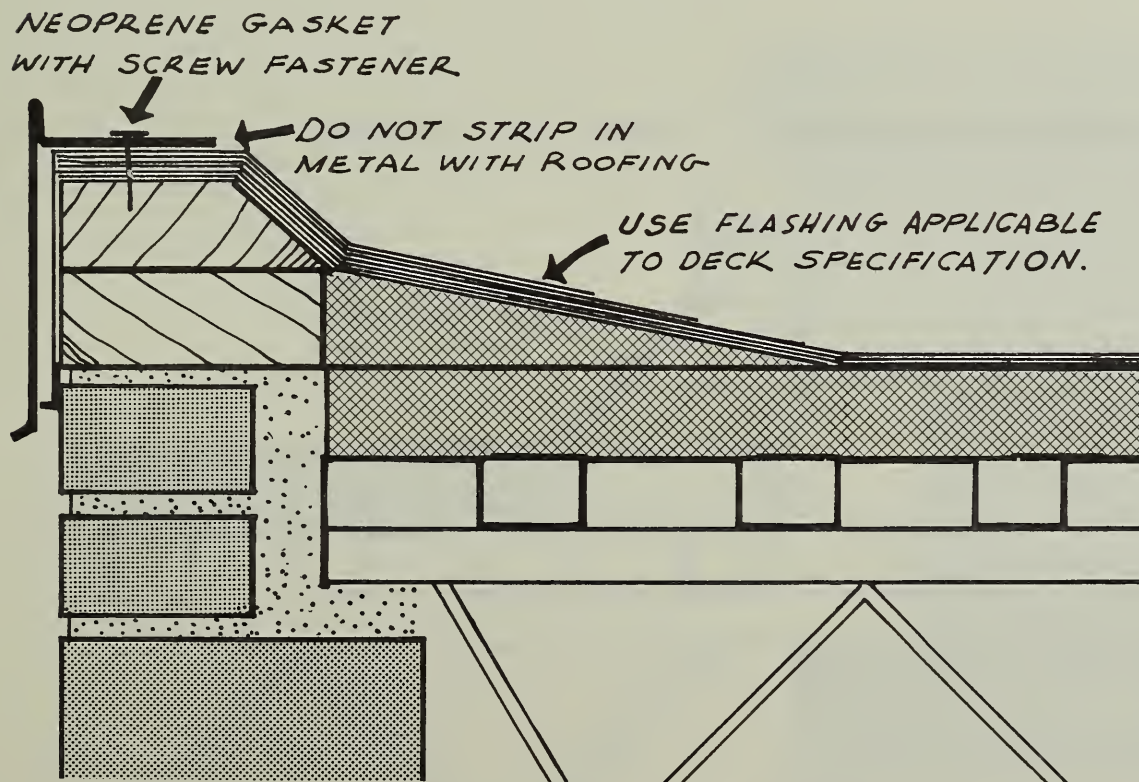 NEOPRENE GASKET
WITH SCREW FASTENER
DO NOT STRIP IN
METAL WITH ROOFING
USE FLASHING APPLICABLE
TO DECK SPECIFICATION.